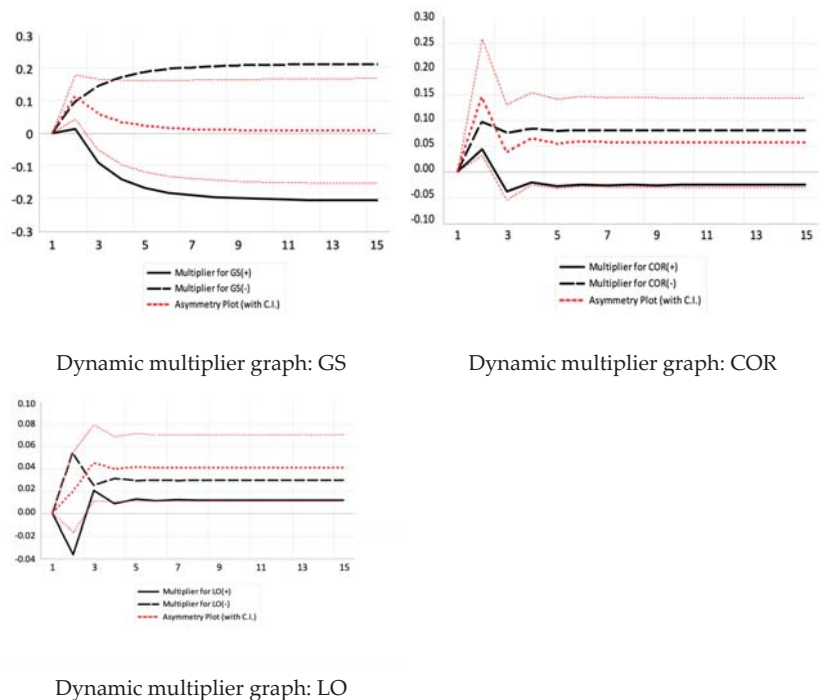 0.3
0.2
0.1
0
-0.1
-0.2
-0.3
1 3 5 7 9 11 13 15
Multiplier for GS(+)
Multiplier for GS(-)
Asymmetry Plot (with C.I.)
Dynamic multiplier graph: GS
0.30
0.25
0.20
0.15
0.10
0.05
0.00
-0.05
-0.10
1 3 5 7 9 11 13 15
Multiplier for COR(+)
Multiplier for COR(-)
Asymmetry Plot (with C.I.)
Dynamic multiplier graph: COR
0.10
0.08
0.06
0.04
0.02
0.00
-0.02
-0.04
1 3 5 7 9 11 13 15
Multiplier for LO(+)
Multiplier for LO(-)
Asymmetry Plot (with C.I.)
Dynamic multiplier graph: LO